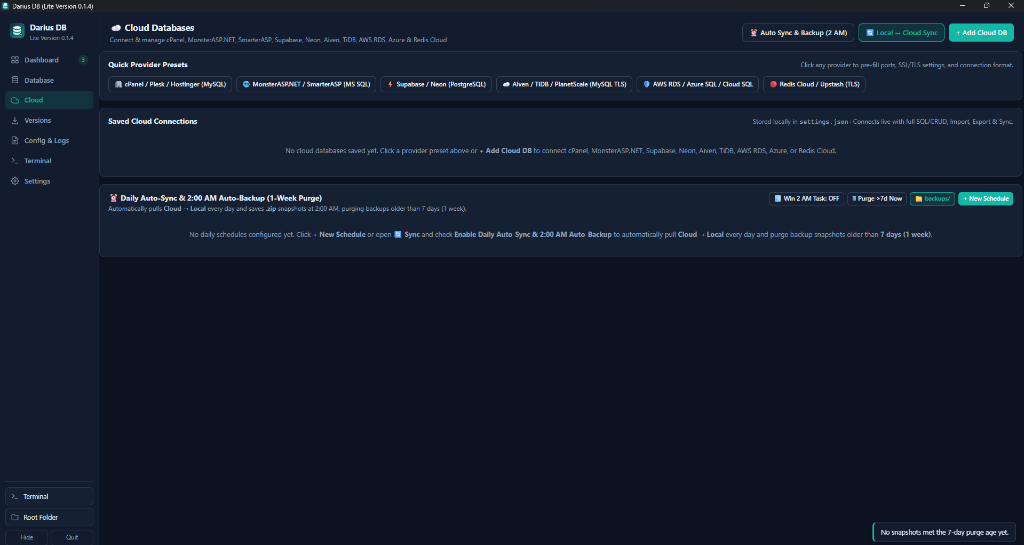 Darius DB (Lite Version 0.1.4)
Darius DB
Lite Version 0.1.4
Dashboard 3
Database
Cloud
Versions
Config & Logs
Terminal
Settings
Terminal
Root Folder
Hide Quit
Cloud Databases
Connect & manage cPanel, MonsterASP.NET, SmarterASP, Supabase, Neon, Aiven, TiDB, AWS RDS, Azure & Redis Cloud
Auto Sync & Backup (2 AM) Local ↔ Cloud Sync + Add Cloud DB
Quick Provider Presets
Click any provider to pre-fill ports, SSL/TLS settings, and connection format.
cPanel / Plesk / Hostinger (MySQL) MonsterASP.NET / SmarterASP (MS SQL) Supabase / Neon (PostgreSQL) Aiven / TiDB / PlanetScale (MySQL TLS) AWS RDS / Azure SQL / Cloud SQL Redis Cloud / Upstash (TLS)
Saved Cloud Connections
Stored locally in settings.json · Connects live with full SQL/CRUD, Import, Export & Sync.
No cloud databases saved yet. Click a provider preset above or + Add Cloud DB to connect cPanel, MonsterASP.NET, Supabase, Neon, Aiven, TiDB, AWS RDS, Azure, or Redis Cloud.
Daily Auto-Sync & 2:00 AM Auto-Backup (1-Week Purge)
Automatically pulls Cloud → Local every day and saves .zip snapshots at 2:00 AM, purging backups older than 7 days (1 week).
Win 2 AM Task: OFF Purge >7d Now backups/ + New Schedule
No daily schedules configured yet. Click + New Schedule or open Sync and check Enable Daily Auto-Sync & 2:00 AM Auto-Backup to automatically pull Cloud → Local every day and purge backup snapshots older than 7 days (1 week).
No snapshots met the 7-day purge age yet.